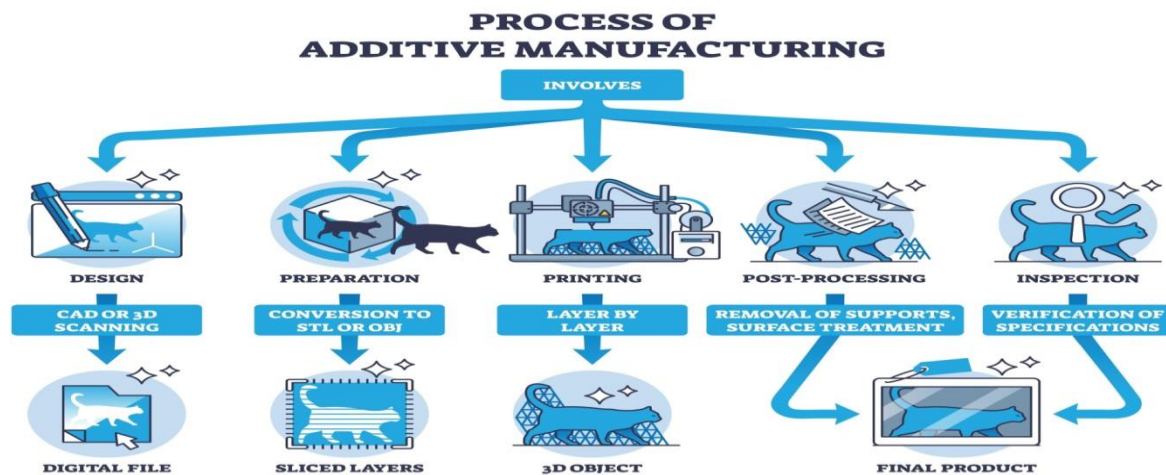 PROCESS OF
ADDITIVE MANUFACTURING
INVOLVES
DESIGN
PREPARATION
PRINTING
POST-PROCESSING
INSPECTION
CAD OR 3D
SCANNING
CONVERSION TO
STL OR OBJ
LAYER BY
LAYER
REMOVAL OF SUPPORTS,
SURFACE TREATMENT
VERIFICATION OF
SPECIFICATIONS
DIGITAL FILE
SLICED LAYERS
3D OBJECT
FINAL PRODUCT